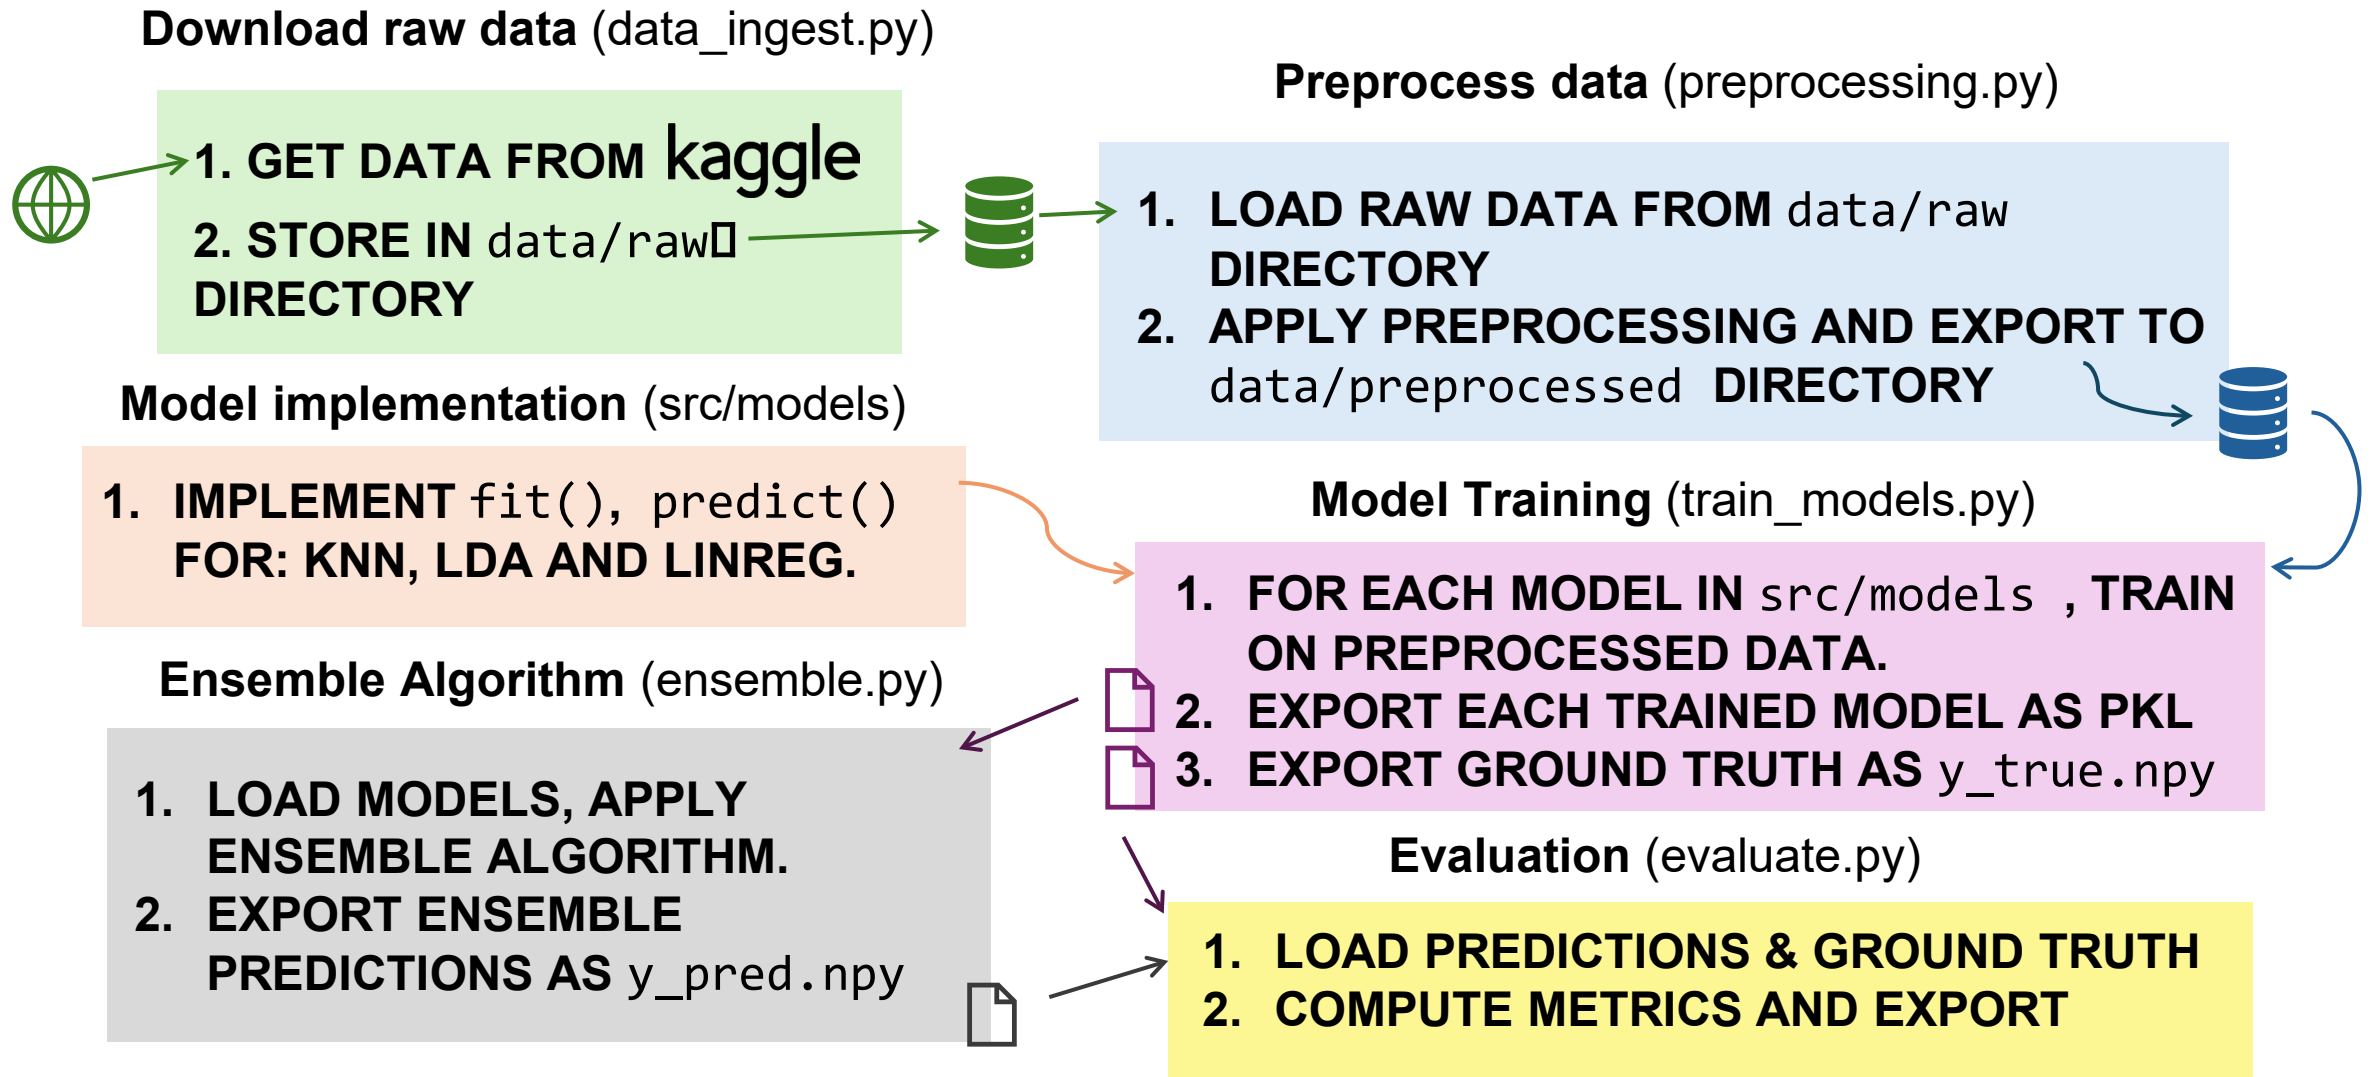 Download raw data (data_ingest.py)
1. GET DATA FROM kaggle
2. STORE IN data/raw▯
DIRECTORY
Preprocess data (preprocessing.py)
1. LOAD RAW DATA FROM data/raw
DIRECTORY
2. APPLY PREPROCESSING AND EXPORT TO
data/preprocessed DIRECTORY
Model implementation (src/models)
1. IMPLEMENT fit(), predict()
FOR: KNN, LDA AND LINREG.
Model Training (train_models.py)
1. FOR EACH MODEL IN src/models , TRAIN
ON PREPROCESSED DATA.
2. EXPORT EACH TRAINED MODEL AS PKL
3. EXPORT GROUND TRUTH AS y_true.npy
Ensemble Algorithm (ensemble.py)
1. LOAD MODELS, APPLY
ENSEMBLE ALGORITHM.
2. EXPORT ENSEMBLE
PREDICTIONS AS y_pred.npy
Evaluation (evaluate.py)
1. LOAD PREDICTIONS & GROUND TRUTH
2. COMPUTE METRICS AND EXPORT